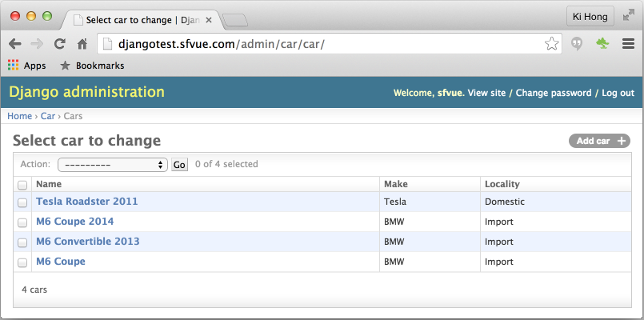 Select car to change | Djan
Ki Hong
djangotest.sfvue.com/admin/car/car/
Apps Bookmarks
Django administration
Welcome, sfvue. View site / Change password / Log out
Home › Car › Cars
Select car to change
Add car +
Action: --------- Go 0 of 4 selected
Name Make Locality
Tesla Roadster 2011 Tesla Domestic
M6 Coupe 2014 BMW Import
M6 Convertible 2013 BMW Import
M6 Coupe BMW Import
4 cars